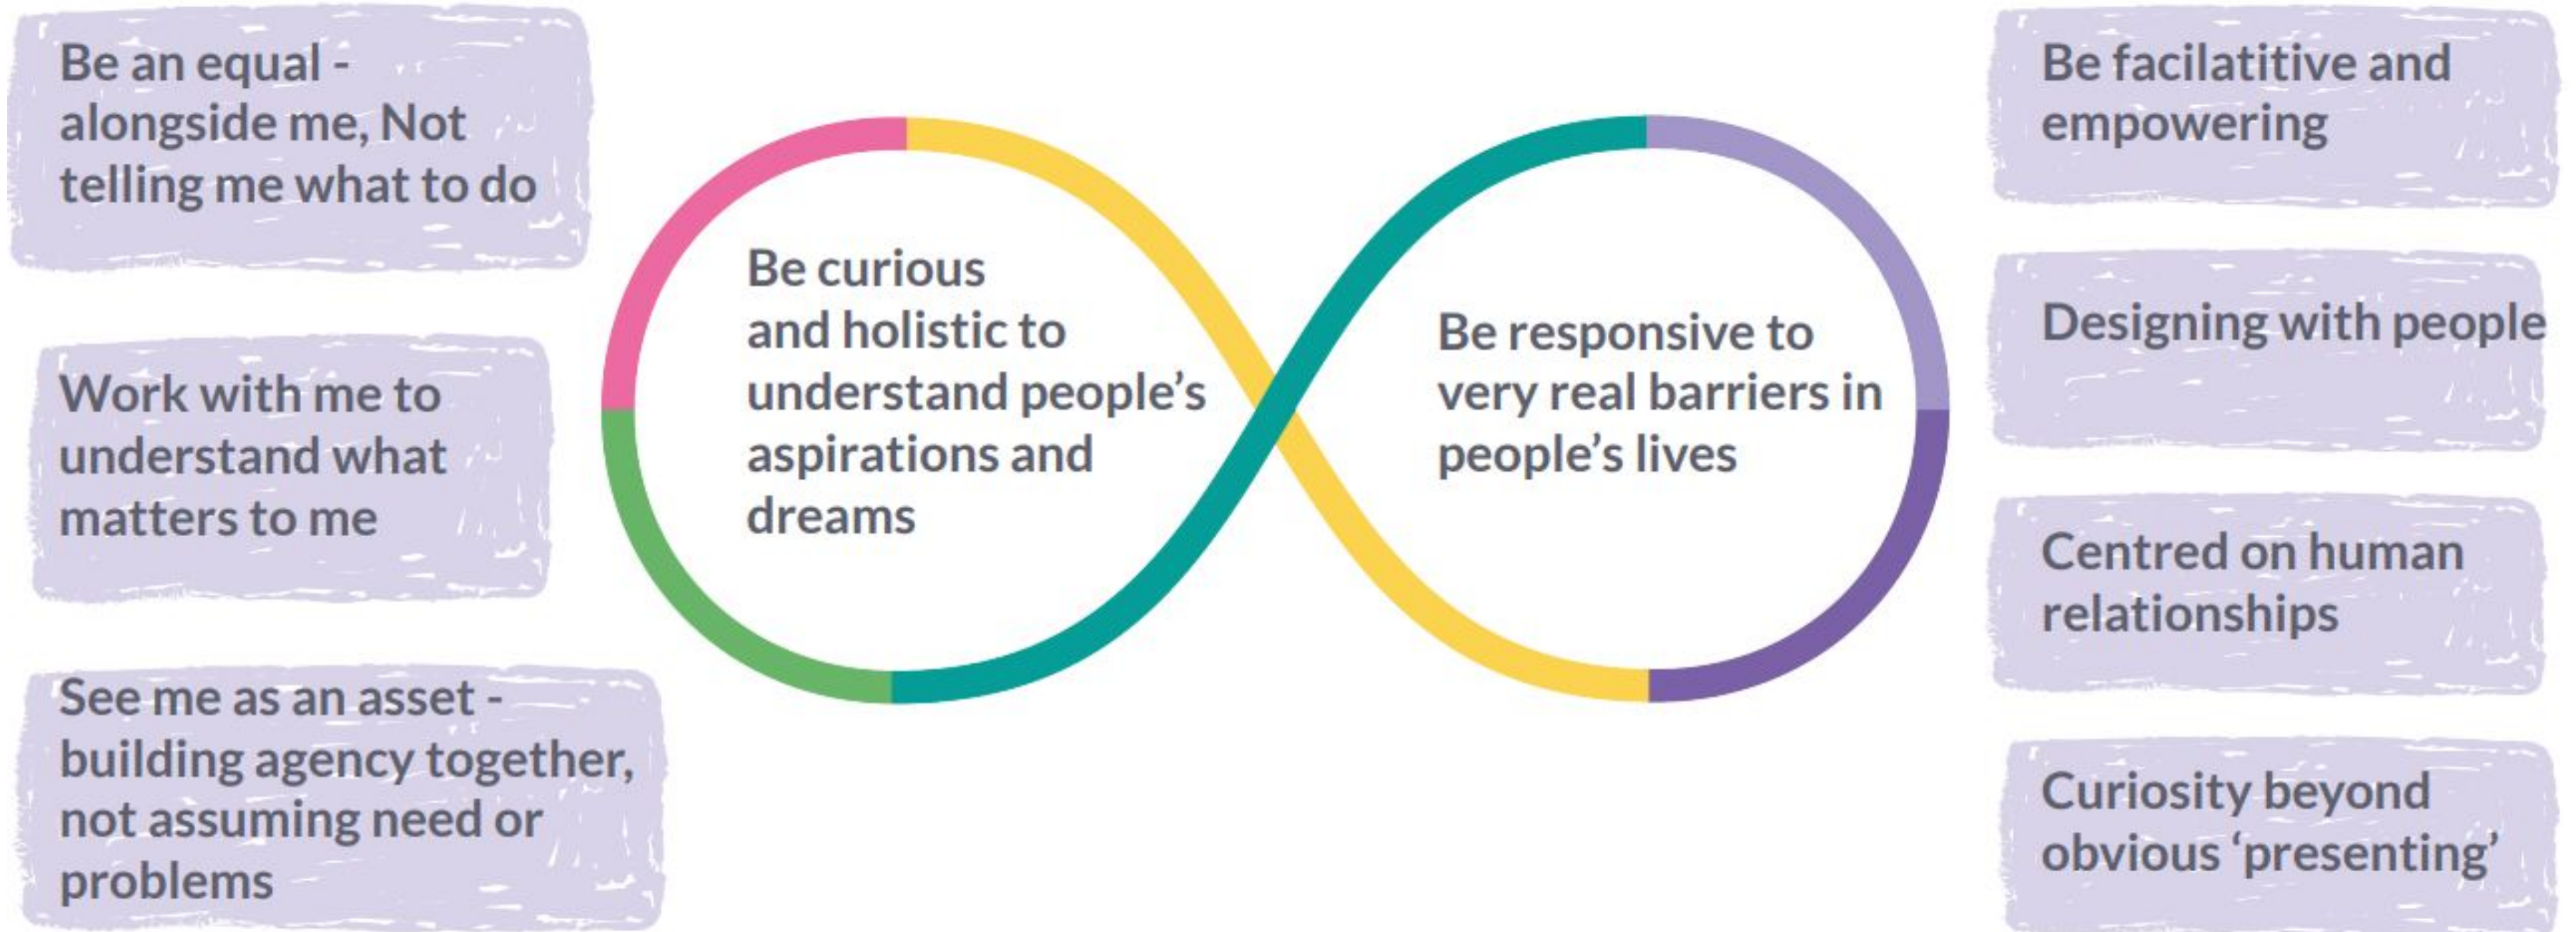 Be an equal -
alongside me, Not
telling me what to do
Work with me to
understand what
matters to me
See me as an asset -
building agency together,
not assuming need or
problems
Be curious
and holistic to
understand people’s
aspirations and
dreams
Be responsive to
very real barriers in
people’s lives
Be facilatitive and
empowering
Designing with people
Centred on human
relationships
Curiosity beyond
obvious ‘presenting’